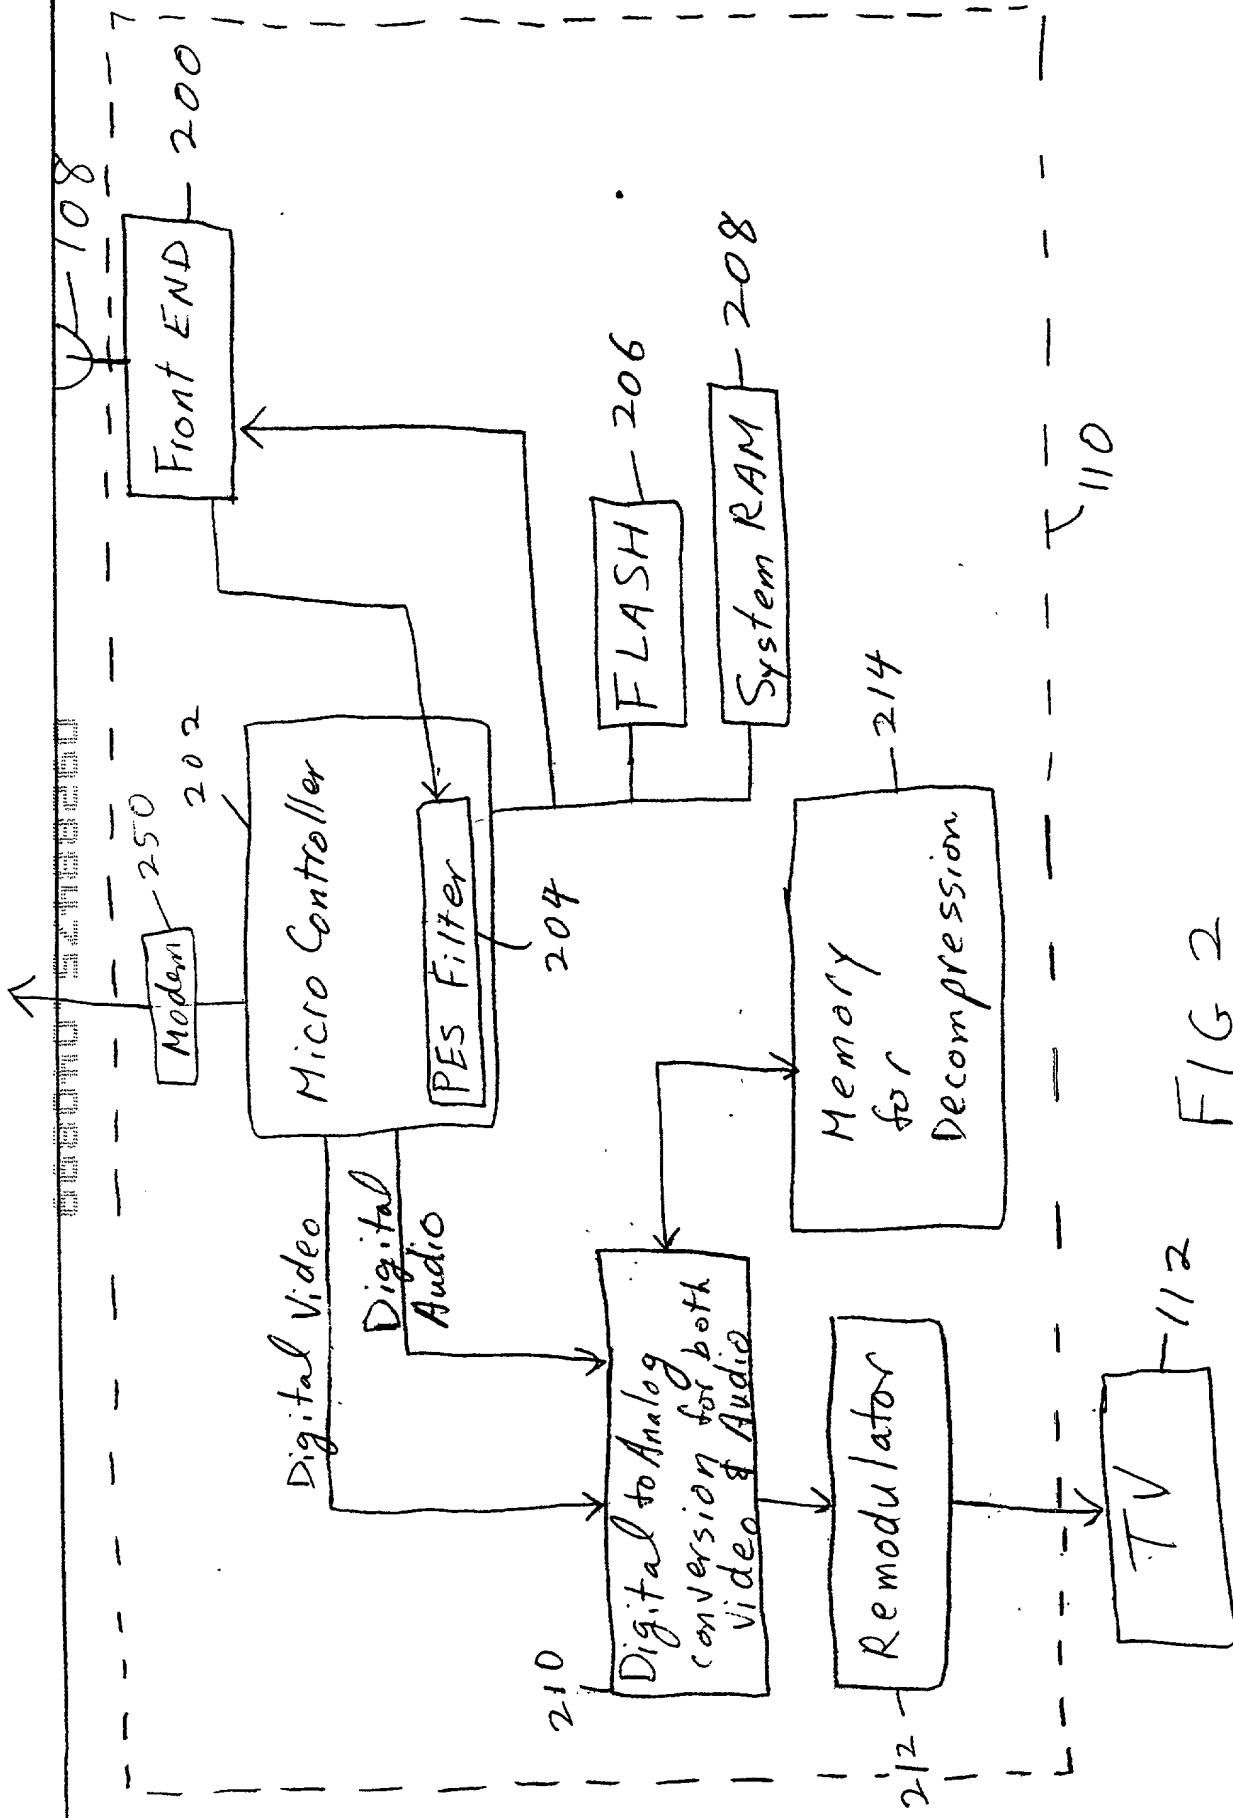 108
200
Front END
Modem
250
202
Micro Controller
PES Filter
204
Digital Video
Digital
Audio
FLASH
206
System RAM
208
210
Digital to Analog
conversion for both
video & Audio
Memory
for
Decompression
214
Remodulator
212
110
TV
112
FIG 2